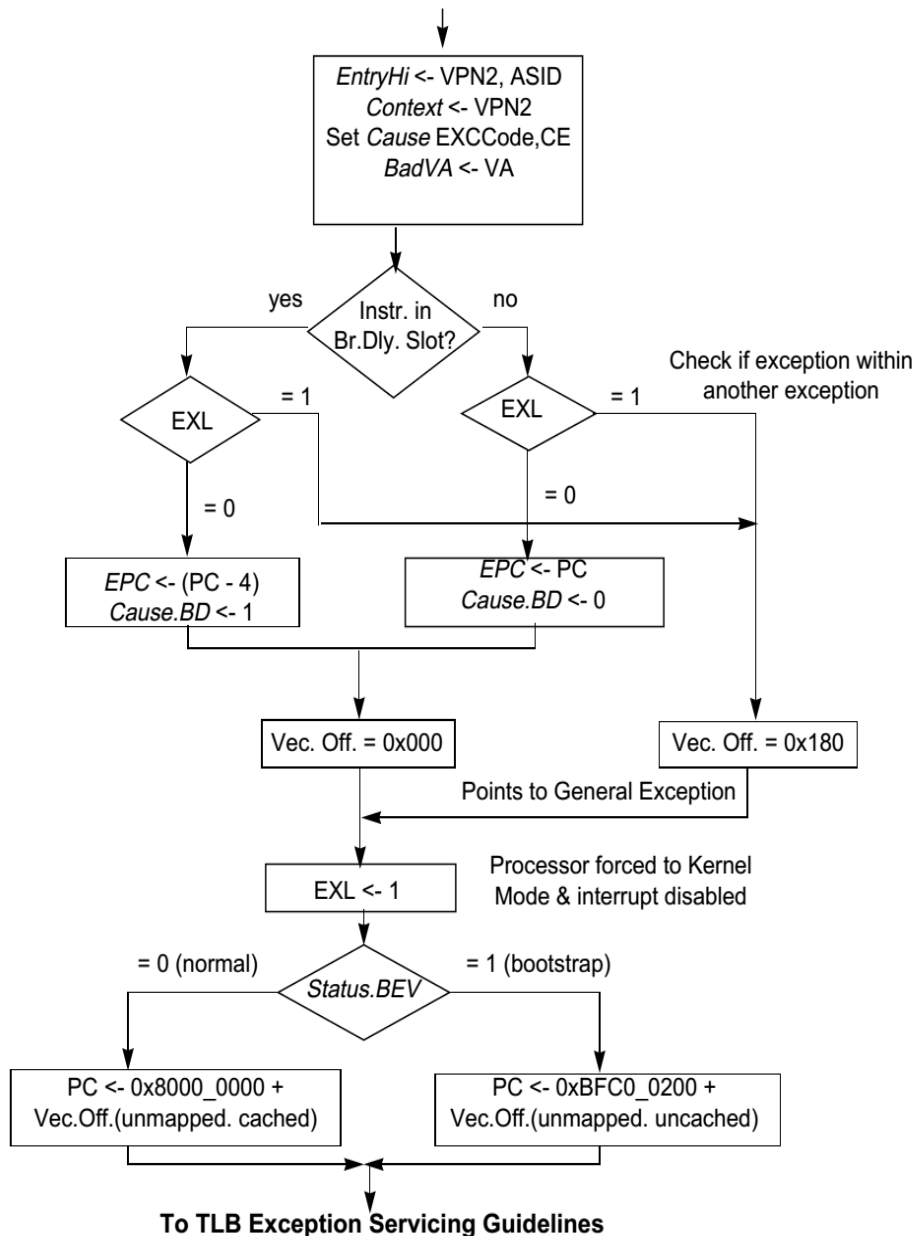 EntryHi <- VPN2, ASID
Context <- VPN2
Set Cause EXCCode,CE
BadVA <- VA
yes
no
Instr. in
Br.Dly. Slot?
Check if exception within
another exception
EXL
= 1
EXL
= 1
= 0
= 0
EPC <- (PC - 4)
Cause.BD <- 1
EPC <- PC
Cause.BD <- 0
Vec. Off. = 0x000
Vec. Off. = 0x180
Points to General Exception
EXL <- 1
Processor forced to Kernel
Mode & interrupt disabled
= 0 (normal)
= 1 (bootstrap)
Status.BEV
PC <- 0x8000_0000 +
Vec.Off.(unmapped. cached)
PC <- 0xBFC0_0200 +
Vec.Off.(unmapped. uncached)
To TLB Exception Servicing Guidelines